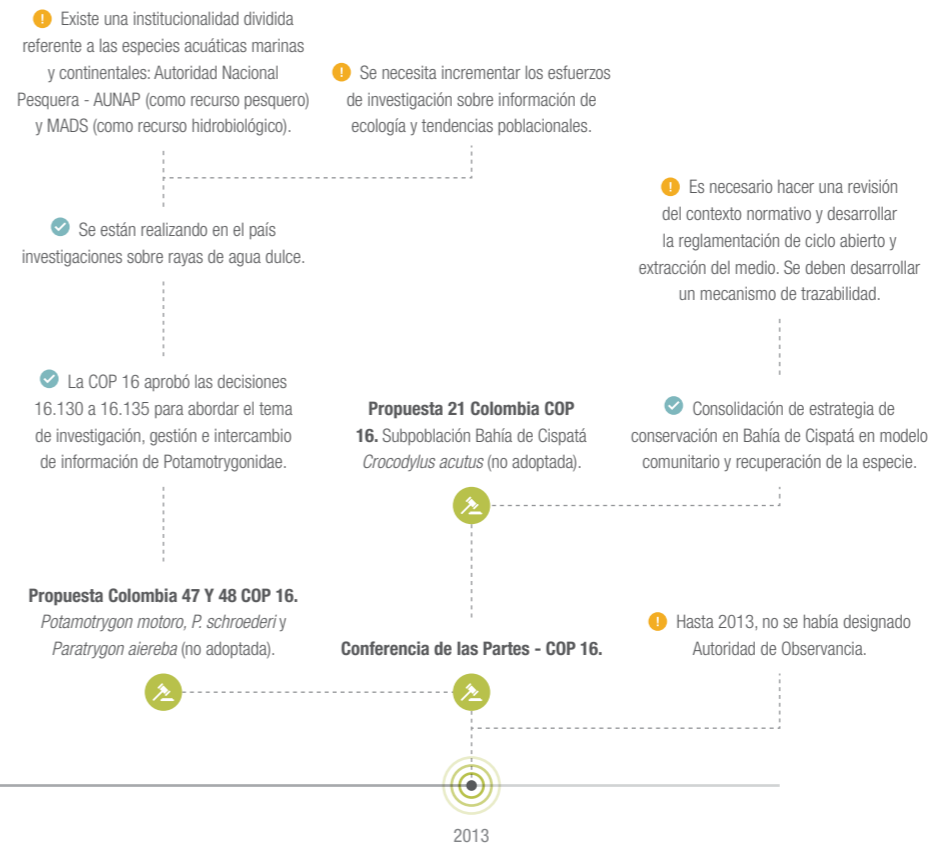 Existe una institucionalidad dividida
referente a las especies acuáticas marinas
y continentales: Autoridad Nacional
Pesquera - AUNAP (como recurso pesquero)
y MADS (como recurso hidrobiológico).
Se necesita incrementar los esfuerzos
de investigación sobre información de
ecología y tendencias poblacionales.
Es necesario hacer una revisión
del contexto normativo y desarrollar
la reglamentación de ciclo abierto y
extracción del medio. Se deben desarrollar
un mecanismo de trazabilidad.
Se están realizando en el país
investigaciones sobre rayas de agua dulce.
La COP 16 aprobó las decisiones
16.130 a 16.135 para abordar el tema
de investigación, gestión e intercambio
de información de Potamotrygonidae.
Propuesta 21 Colombia COP
16. Subpoblación Bahía de Cispatá
Crocodylus acutus (no adoptada).
Consolidación de estrategia de
conservación en Bahía de Cispatá en modelo
comunitario y recuperación de la especie.
Propuesta Colombia 47 Y 48 COP 16.
Potamotrygon motoro, P. schroederi y
Paratrygon aiereba (no adoptada).
Conferencia de las Partes - COP 16.
Hasta 2013, no se había designado
Autoridad de Observancia.
2013